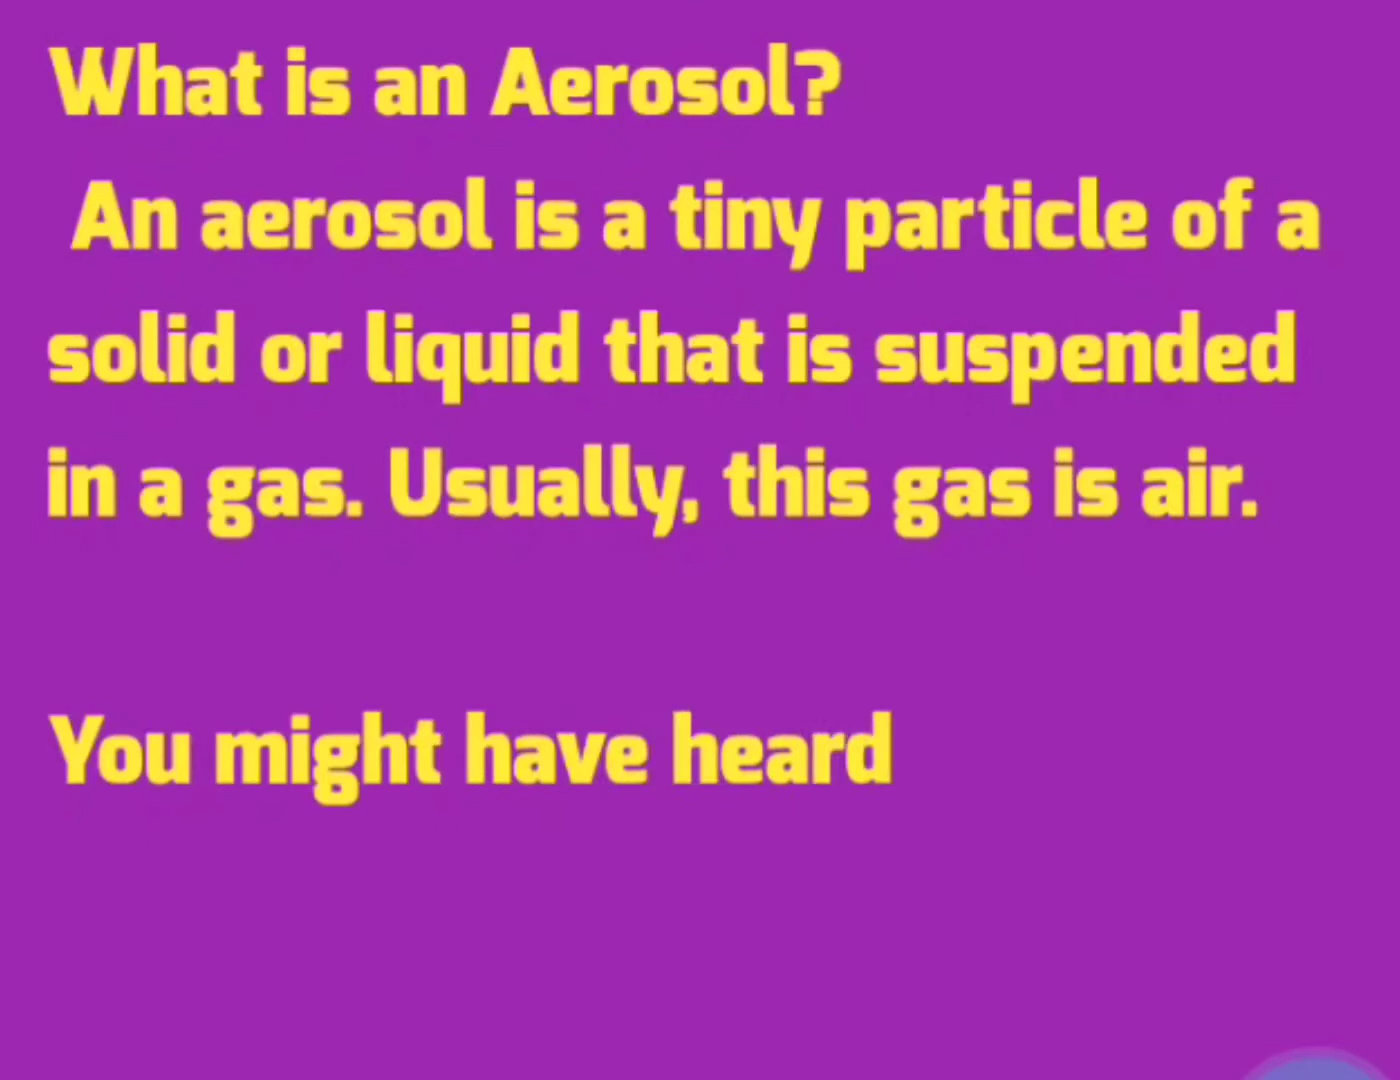 What is an Aerosol?
An aerosol is a tiny particle of a
solid or liquid that is suspended
in a gas. Usually, this gas is air.
You might have heard